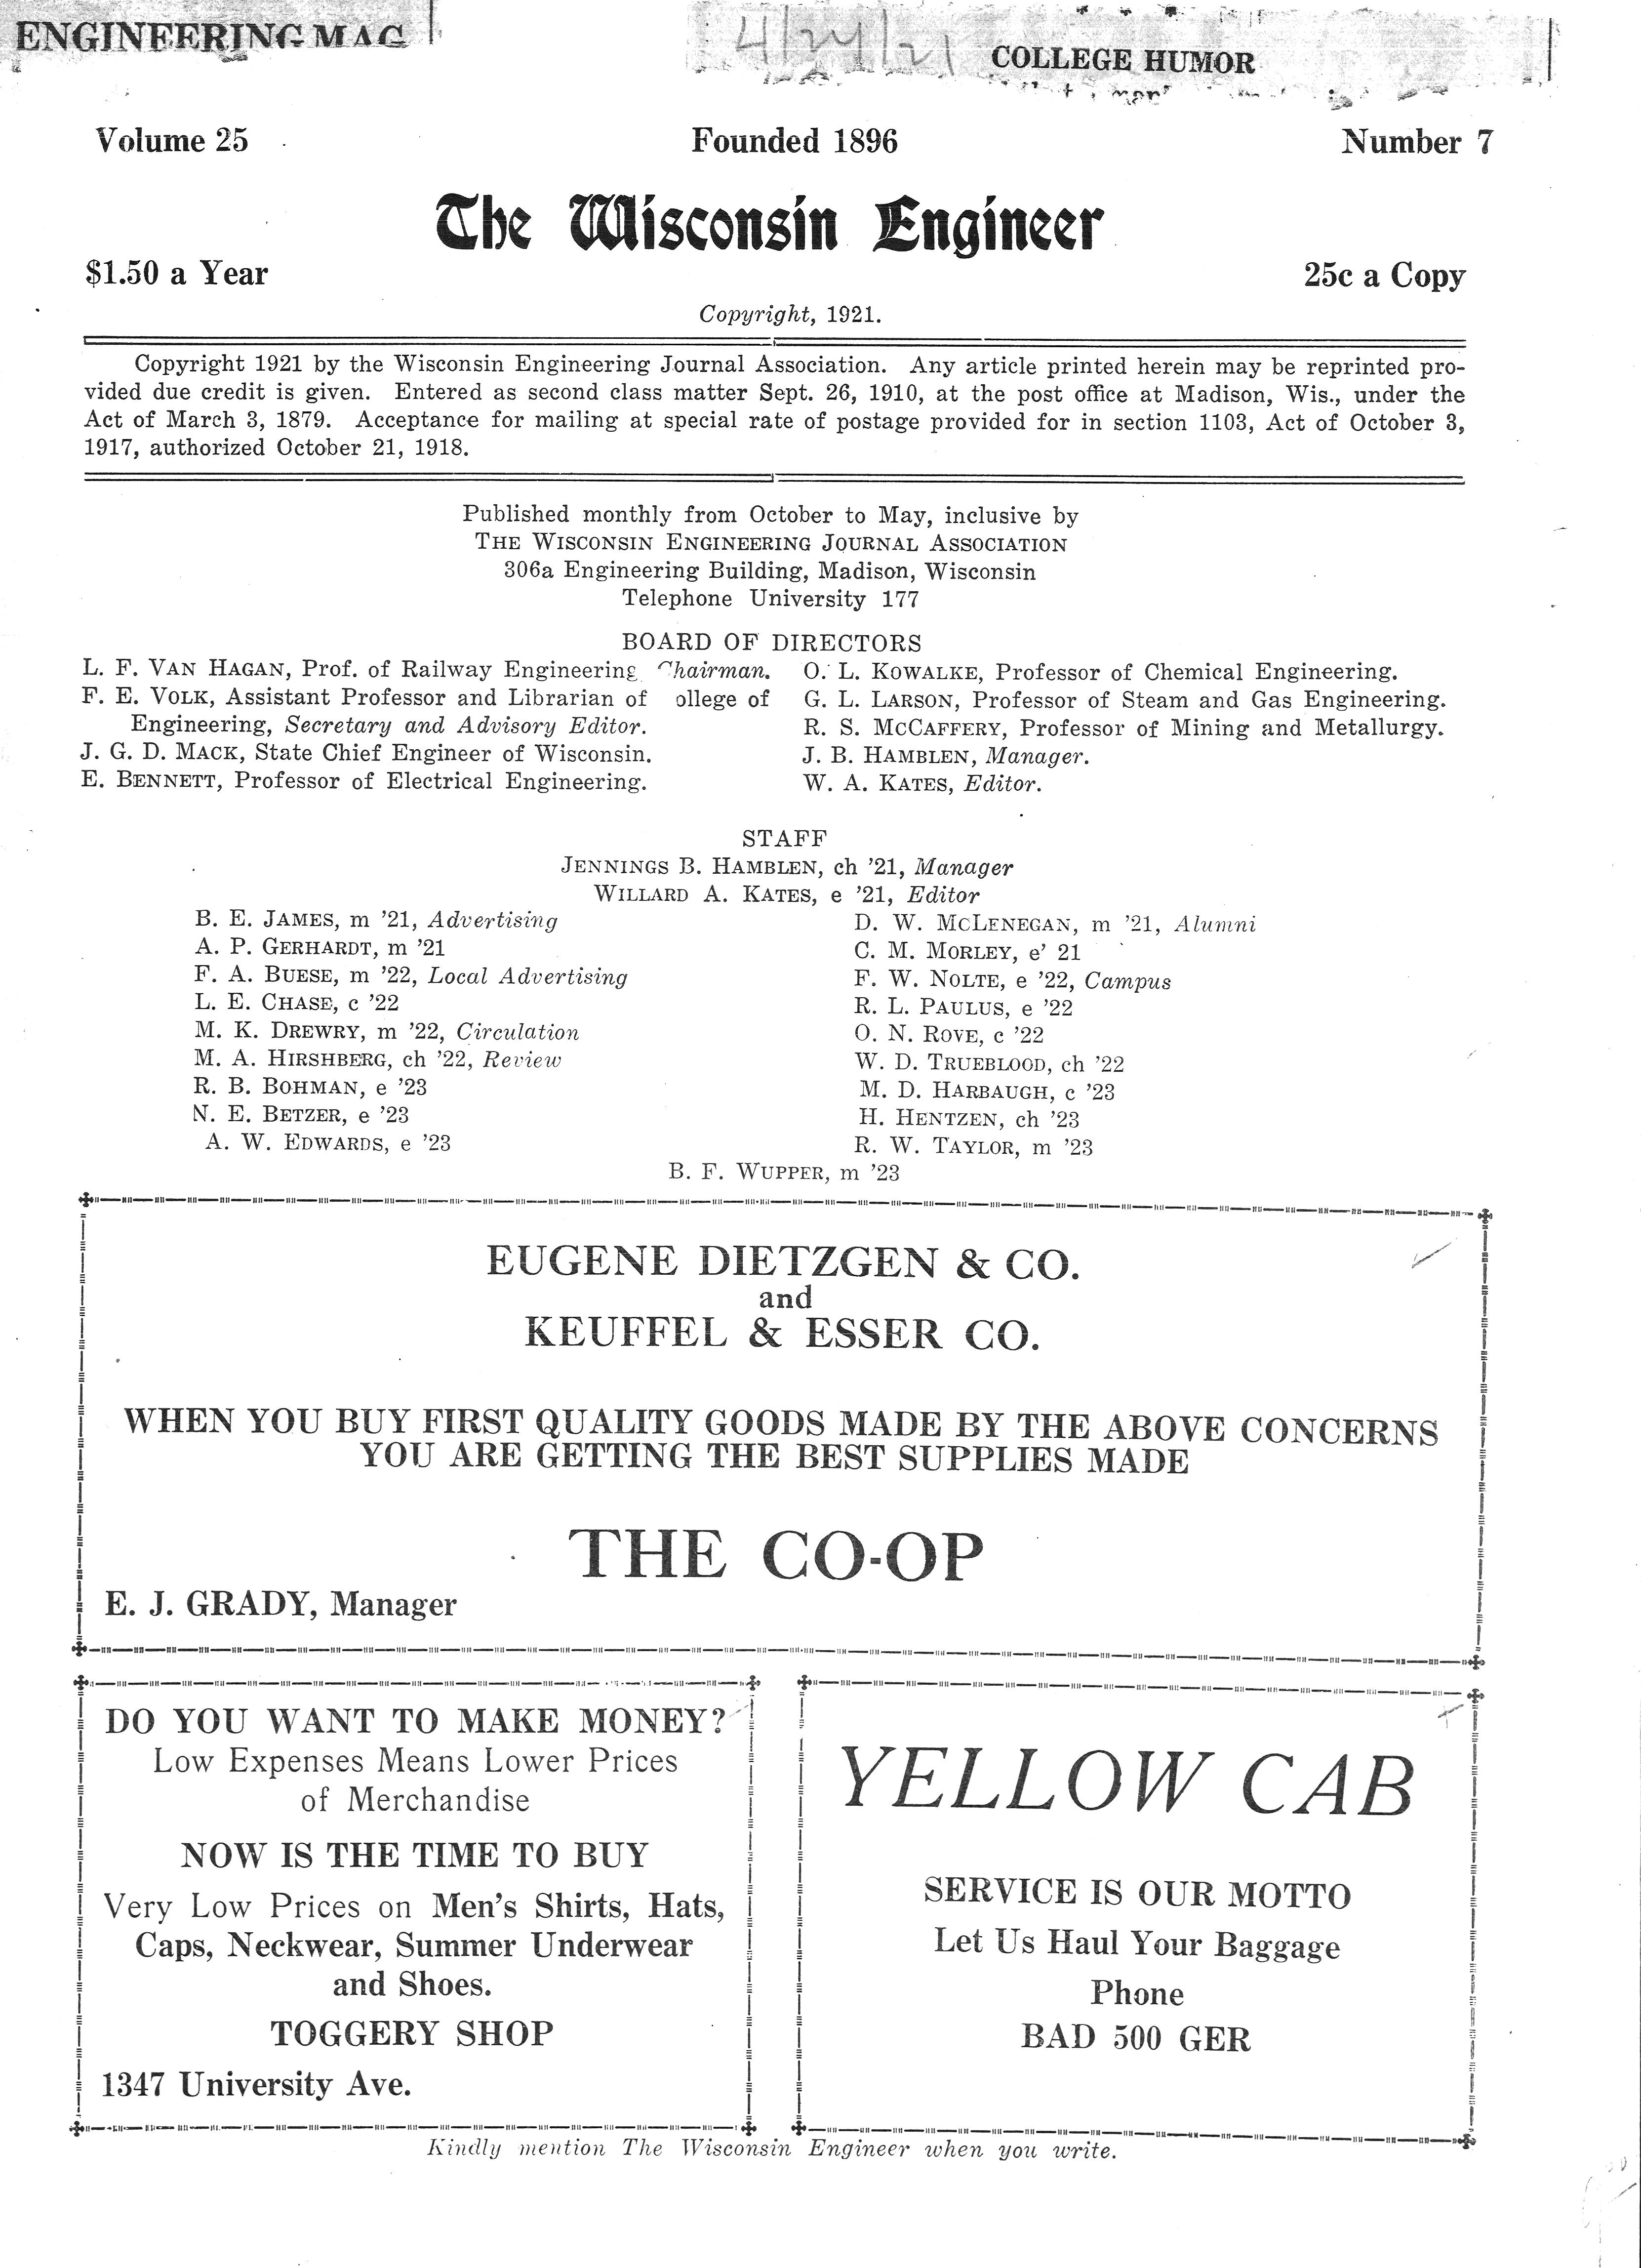 ENGINEERING MAG
4/24/21
COLLEGE HUMOR
Volume 25
Founded 1896
Number 7
The Wisconsin Engineer
$1.50 a Year
25c a Copy
Copyright, 1921.
Copyright 1921 by the Wisconsin Engineering Journal Association. Any article printed herein may be reprinted pro-
vided due credit is given. Entered as second class matter Sept. 26, 1910, at the post office at Madison, Wis., under the
Act of March 3, 1879. Acceptance for mailing at special rate of postage provided for in section 1103, Act of October 3,
1917, authorized October 21, 1918.
Published monthly from October to May, inclusive by
THE WISCONSIN ENGINEERING JOURNAL ASSOCIATION
306a Engineering Building, Madison, Wisconsin
Telephone University 177
BOARD OF DIRECTORS
L. F. VAN HAGAN, Prof. of Railway Engineering Chairman.
F. E. VOLK, Assistant Professor and Librarian of ollege of
Engineering, Secretary and Advisory Editor.
J. G. D. MACK, State Chief Engineer of Wisconsin.
E. BENNETT, Professor of Electrical Engineering.
O. L. KOWALKE, Professor of Chemical Engineering.
G. L. LARSON, Professor of Steam and Gas Engineering.
R. S. MCCAFFERY, Professor of Mining and Metallurgy.
J. B. HAMBLEN, Manager.
W. A. KATES, Editor.
STAFF
JENNINGS B. HAMBLEN, ch '21, Manager
WILLARD A. KATES, e '21, Editor
B. E. JAMES, m '21, Advertising
A. P. GERHARDT, m '21
F. A. BUESE, m '22, Local Advertising
L. E. CHASE, c '22
M. K. DREWRY, m '22, Circulation
M. A. HIRSHBERG, ch '22, Review
R. B. BOHMAN, e '23
N. E. BETZER, e '23
A. W. EDWARDS, e '23
D. W. MCLENEGAN, m '21, Alumni
C. M. MORLEY, e' 21
F. W. NOLTE, e '22, Campus
R. L. PAULUS, e '22
O. N. ROVE, c '22
W. D. TRUEBLOOD, ch '22
M. D. HARBAUGH, c '23
H. HENTZEN, ch '23
R. W. TAYLOR, m '23
B. F. WUPPER, m '23
EUGENE DIETZGEN & CO.
and
KEUFFEL & ESSER CO.
WHEN YOU BUY FIRST QUALITY GOODS MADE BY THE ABOVE CONCERNS
YOU ARE GETTING THE BEST SUPPLIES MADE
THE CO-OP
E. J. GRADY, Manager
DO YOU WANT TO MAKE MONEY?
Low Expenses Means Lower Prices
of Merchandise
NOW IS THE TIME TO BUY
Very Low Prices on Men's Shirts, Hats,
Caps, Neckwear, Summer Underwear
and Shoes.
TOGGERY SHOP
1347 University Ave.
YELLOW CAB
SERVICE IS OUR MOTTO
Let Us Haul Your Baggage
Phone
BAD 500 GER
Kindly mention The Wisconsin Engineer when you write.